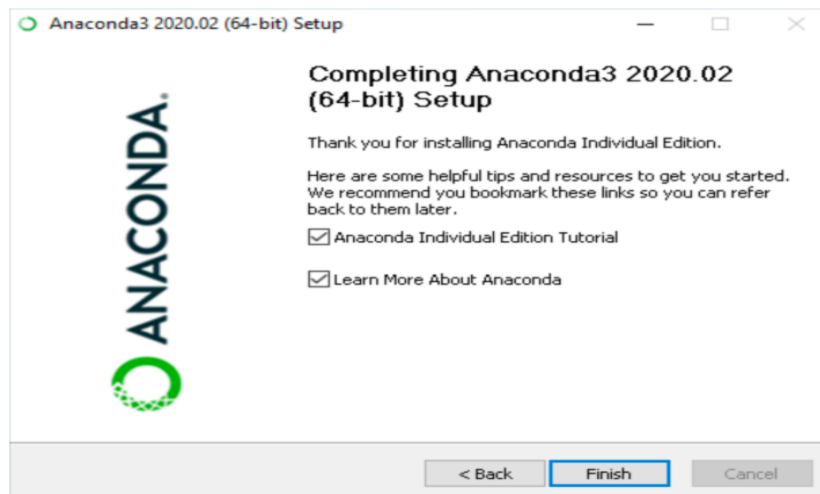 Anaconda3 2020.02 (64-bit) Setup
Completing Anaconda3 2020.02
(64-bit) Setup
Thank you for installing Anaconda Individual Edition.
Here are some helpful tips and resources to get you started.
We recommend you bookmark these links so you can refer
back to them later.
Anaconda Individual Edition Tutorial
Learn More About Anaconda
ANACONDA.
< Back
Finish
Cancel